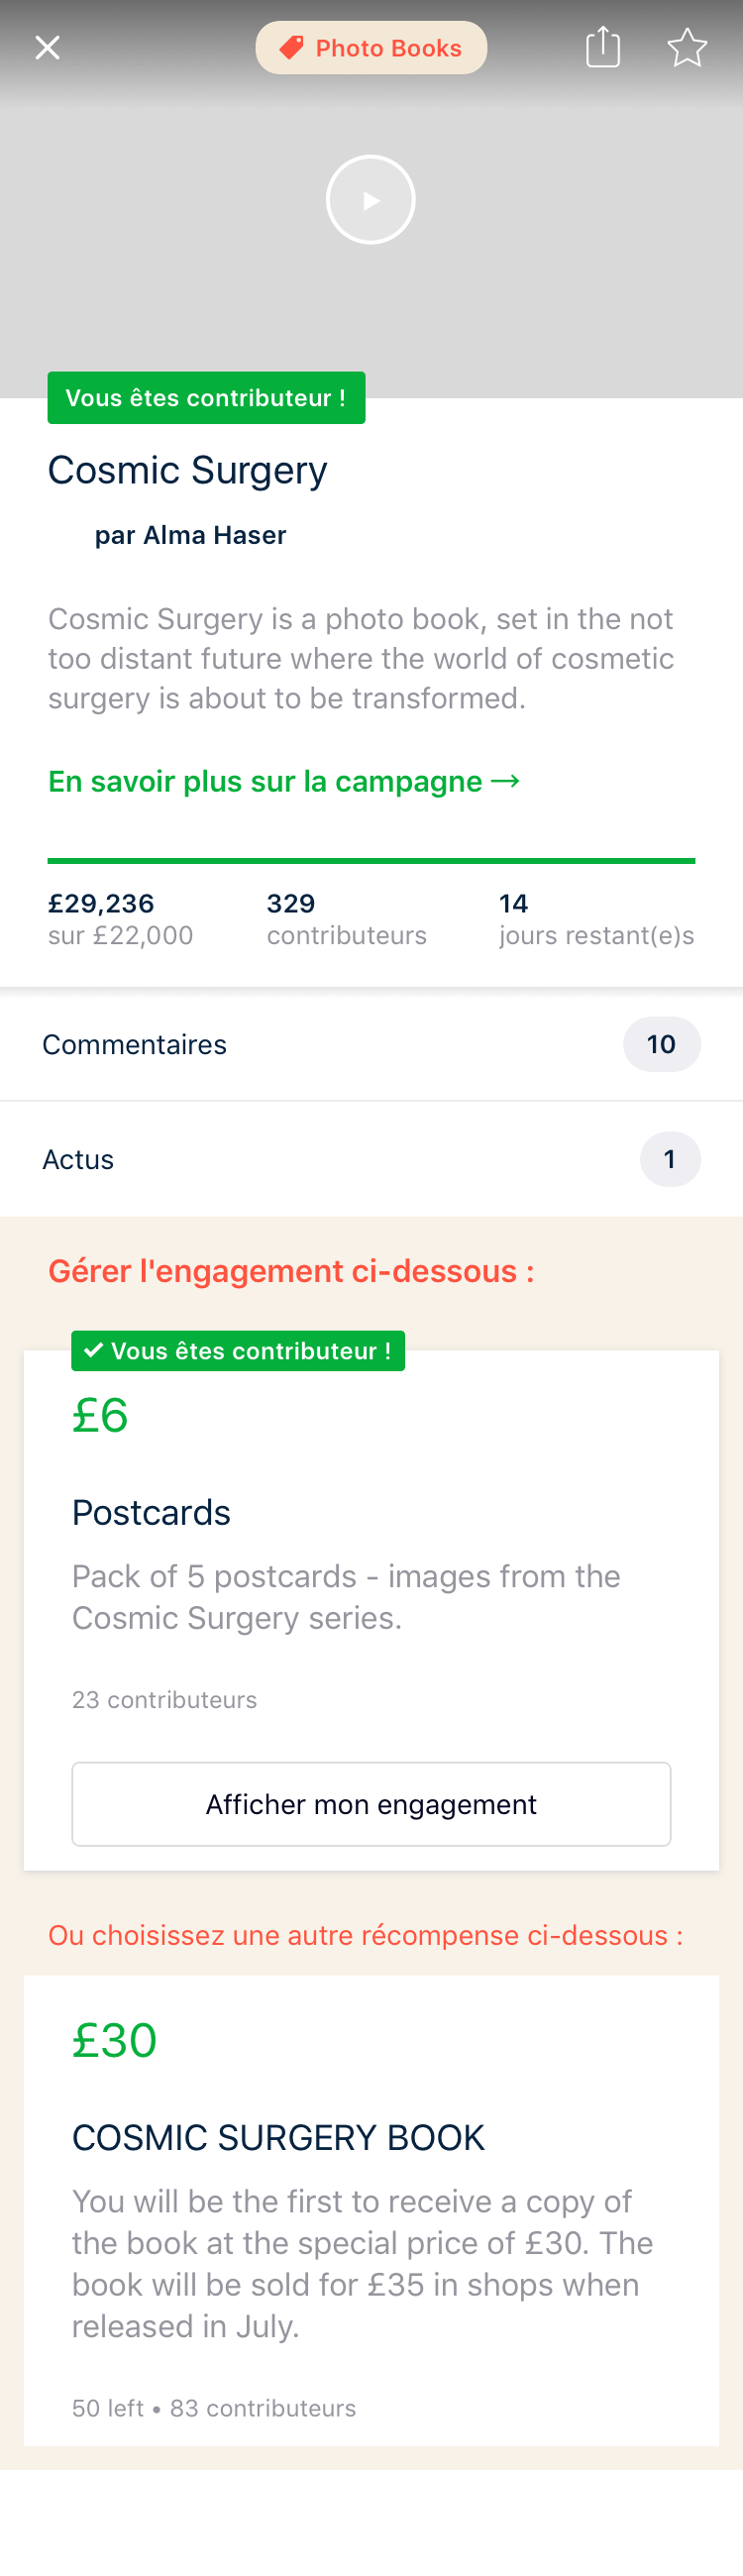 Photo Books
Vous êtes contributeur !
Cosmic Surgery
par Alma Haser
Cosmic Surgery is a photo book, set in the not
too distant future where the world of cosmetic
surgery is about to be transformed.
En savoir plus sur la campagne →
£29,236
sur £22,000
329
contributeurs
14
jours restant(e)s
Commentaires
10
Actus
1
Gérer l'engagement ci-dessous :
Vous êtes contributeur !
£6
Postcards
Pack of 5 postcards - images from the
Cosmic Surgery series.
23 contributeurs
Afficher mon engagement
Ou choisissez une autre récompense ci-dessous :
£30
COSMIC SURGERY BOOK
You will be the first to receive a copy of
the book at the special price of £30. The
book will be sold for £35 in shops when
released in July.
50 left • 83 contributeurs